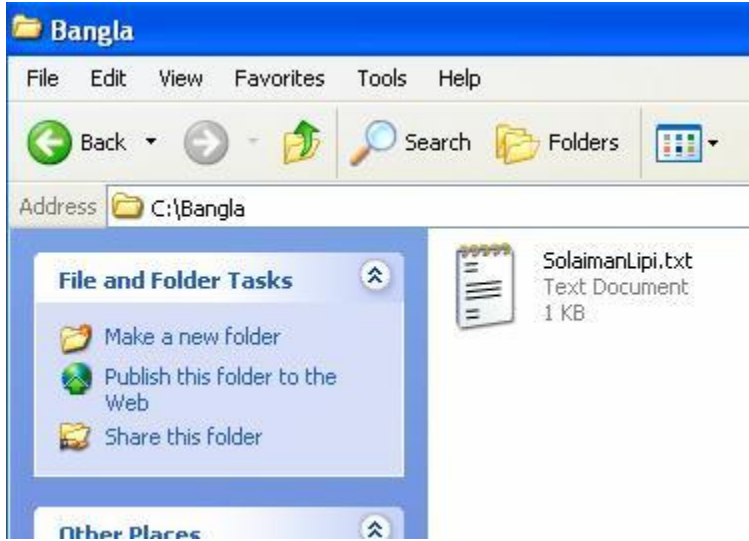 Bangla
File Edit View Favorites Tools Help
Back Search Folders
Address C:\Bangla
File and Folder Tasks
Make a new folder
Publish this folder to the
Web
Share this folder
Other Places
SolaimanLipi.txt
Text Document
1 KB